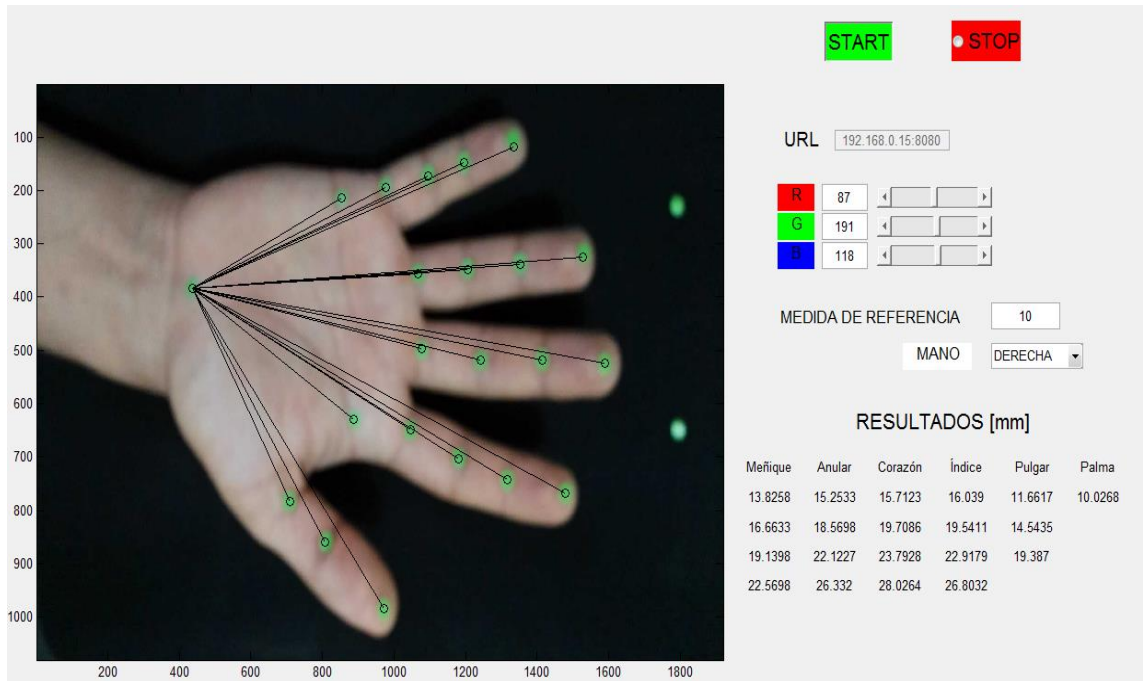 START
STOP
URL 192.168.0.15:8080
R 87
G 191
B 118
MEDIDA DE REFERENCIA 10
MANO DERECHA
RESULTADOS [mm]
Meñique Anular Corazón Índice Pulgar Palma
13.8258 15.2533 15.7123 16.039 11.6617 10.0268
16.6633 18.5698 19.7086 19.5411 14.5435
19.1398 22.1227 23.7928 22.9179 19.387
22.5698 26.332 28.0264 26.8032
100
200
300
400
500
600
700
800
900
1000
200 400 600 800 1000 1200 1400 1600 1800